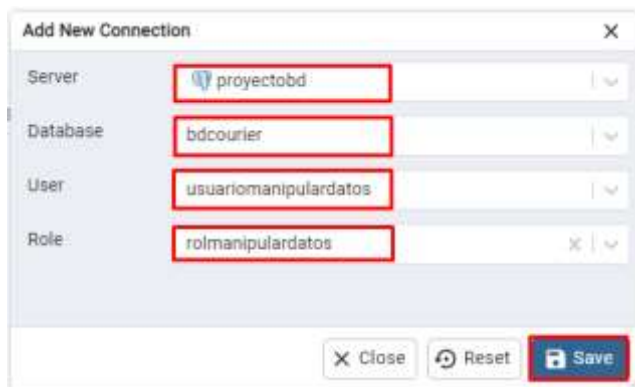 Add New Connection
Server proyectobd
Database bdcourier
User usuariomanipulardatos
Role rolmanipulardatos
Close Reset Save